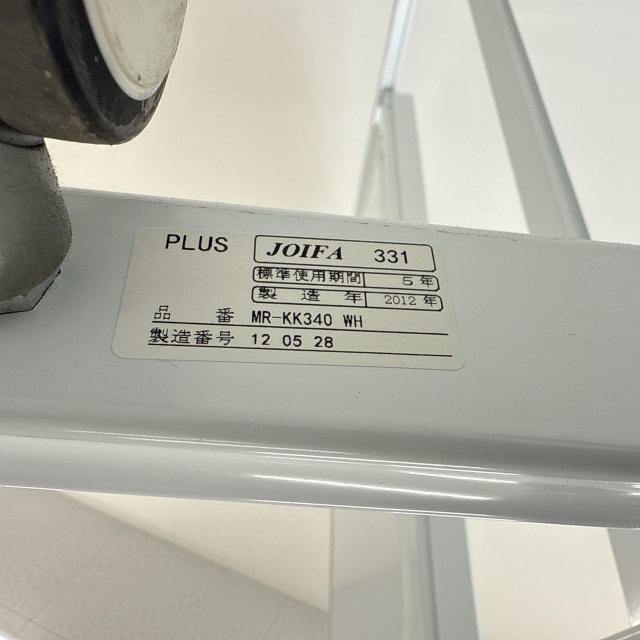 PLUS JOIFA 331
標準使用期間 5年
製造年 2012年
品番 MR-KK340 WH
製造番号 12 05 28